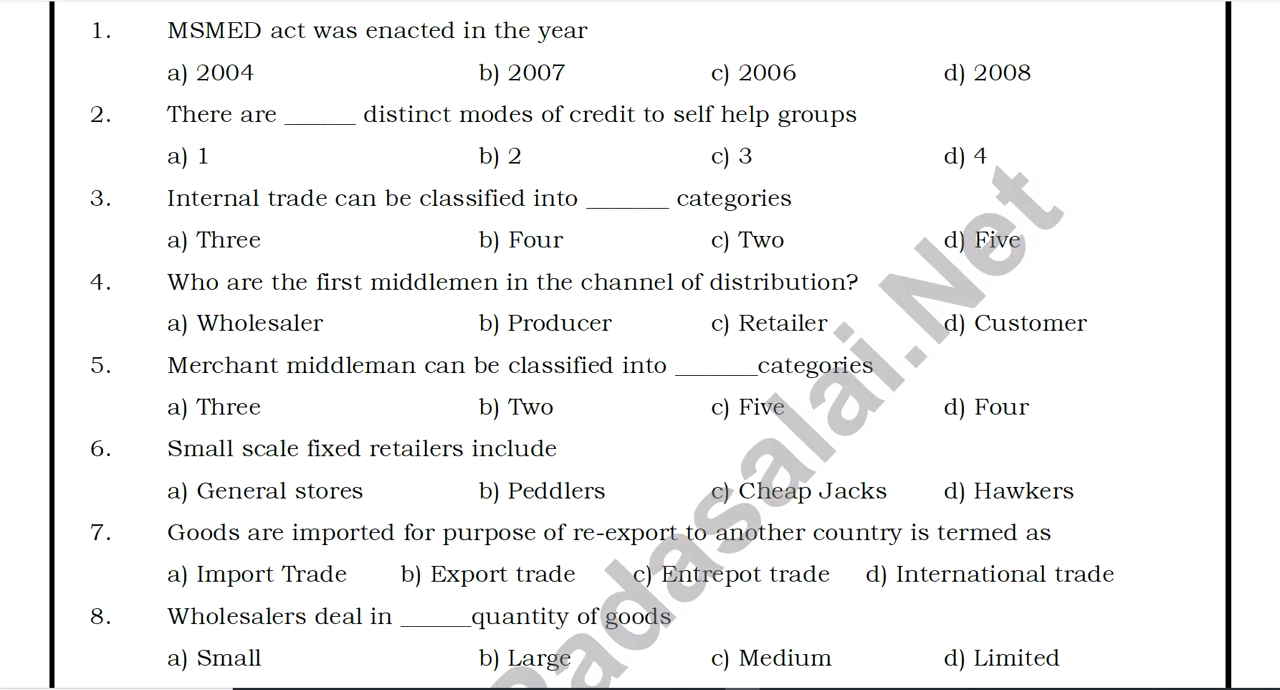 1. MSMED act was enacted in the year
a) 2004 b) 2007 c) 2006 d) 2008
2. There are ______ distinct modes of credit to self help groups
a) 1 b) 2 c) 3 d) 4
3. Internal trade can be classified into _______ categories
a) Three b) Four c) Two d) Five
4. Who are the first middlemen in the channel of distribution?
a) Wholesaler b) Producer c) Retailer d) Customer
5. Merchant middleman can be classified into _______categories
a) Three b) Two c) Five d) Four
6. Small scale fixed retailers include
a) General stores b) Peddlers c) Cheap Jacks d) Hawkers
7. Goods are imported for purpose of re-export to another country is termed as
a) Import Trade b) Export trade c) Entrepot trade d) International trade
8. Wholesalers deal in ______quantity of goods
a) Small b) Large c) Medium d) Limited
Padasalai.Net